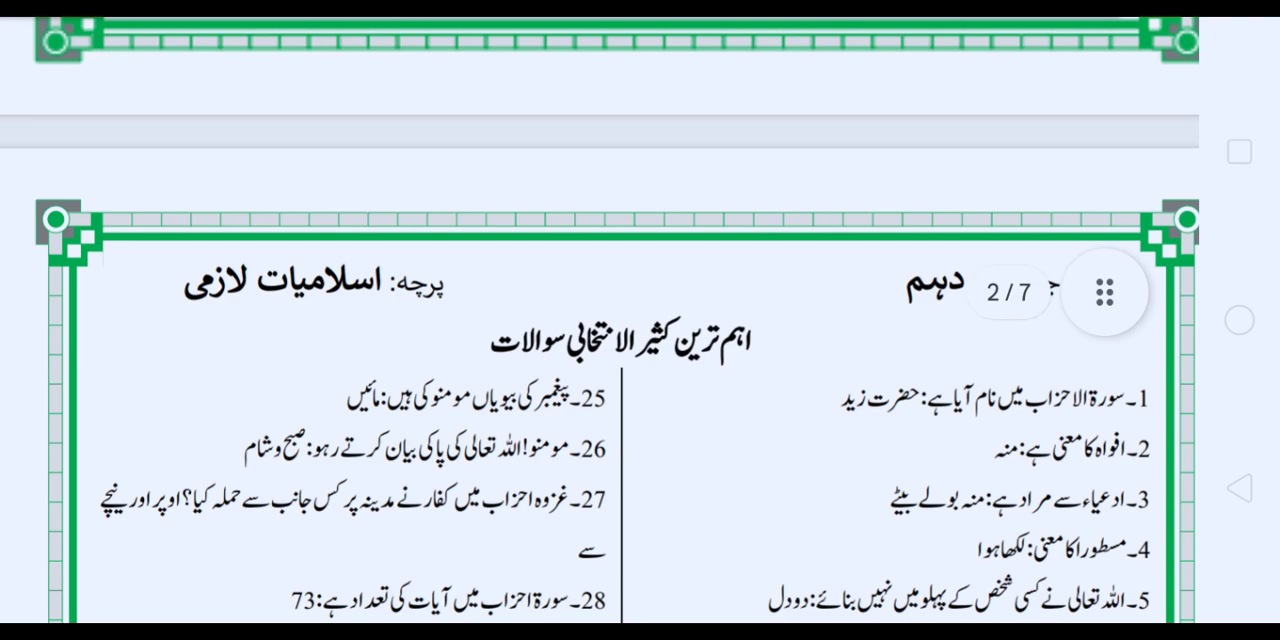 دہم
2 / 7
پرچہ: اسلامیات لازمی
اہم ترین کثیر الانتخابی سوالات
1۔سورۃ الاحزاب میں نام آیا ہے: حضرت زید
2۔افواہ کا معنی ہے: منہ
3۔ادعیاء سے مراد ہے: منہ بولے بیٹے
4۔مسطورا کا معنی: لکھا ہوا
5۔اللہ تعالی نے کسی شخص کے پہلو میں نہیں بنائے: دو دل
25۔پیغمبر کی بیویاں مومنو کی ہیں: مائیں
26۔مومنو! اللہ تعالی کی پاکی بیان کرتے رہو: صبح و شام
27۔غزوہ احزاب میں کفار نے مدینہ پر کس جانب سے حملہ کیا؟ اوپر اور نیچے
سے
28۔سورۃ احزاب میں آیات کی تعداد ہے: 73